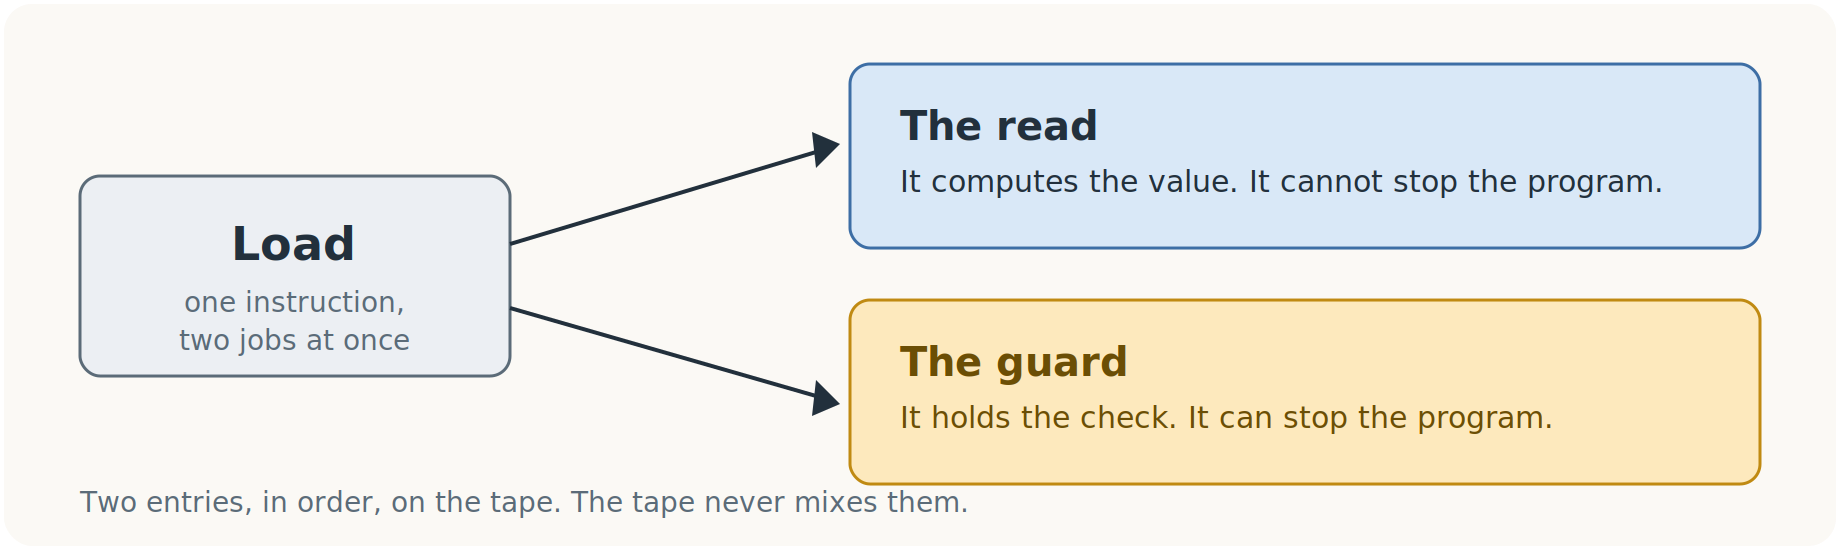 Load
one instruction,
two jobs at once
The read
It computes the value. It cannot stop the program.
The guard
It holds the check. It can stop the program.
Two entries, in order, on the tape. The tape never mixes them.